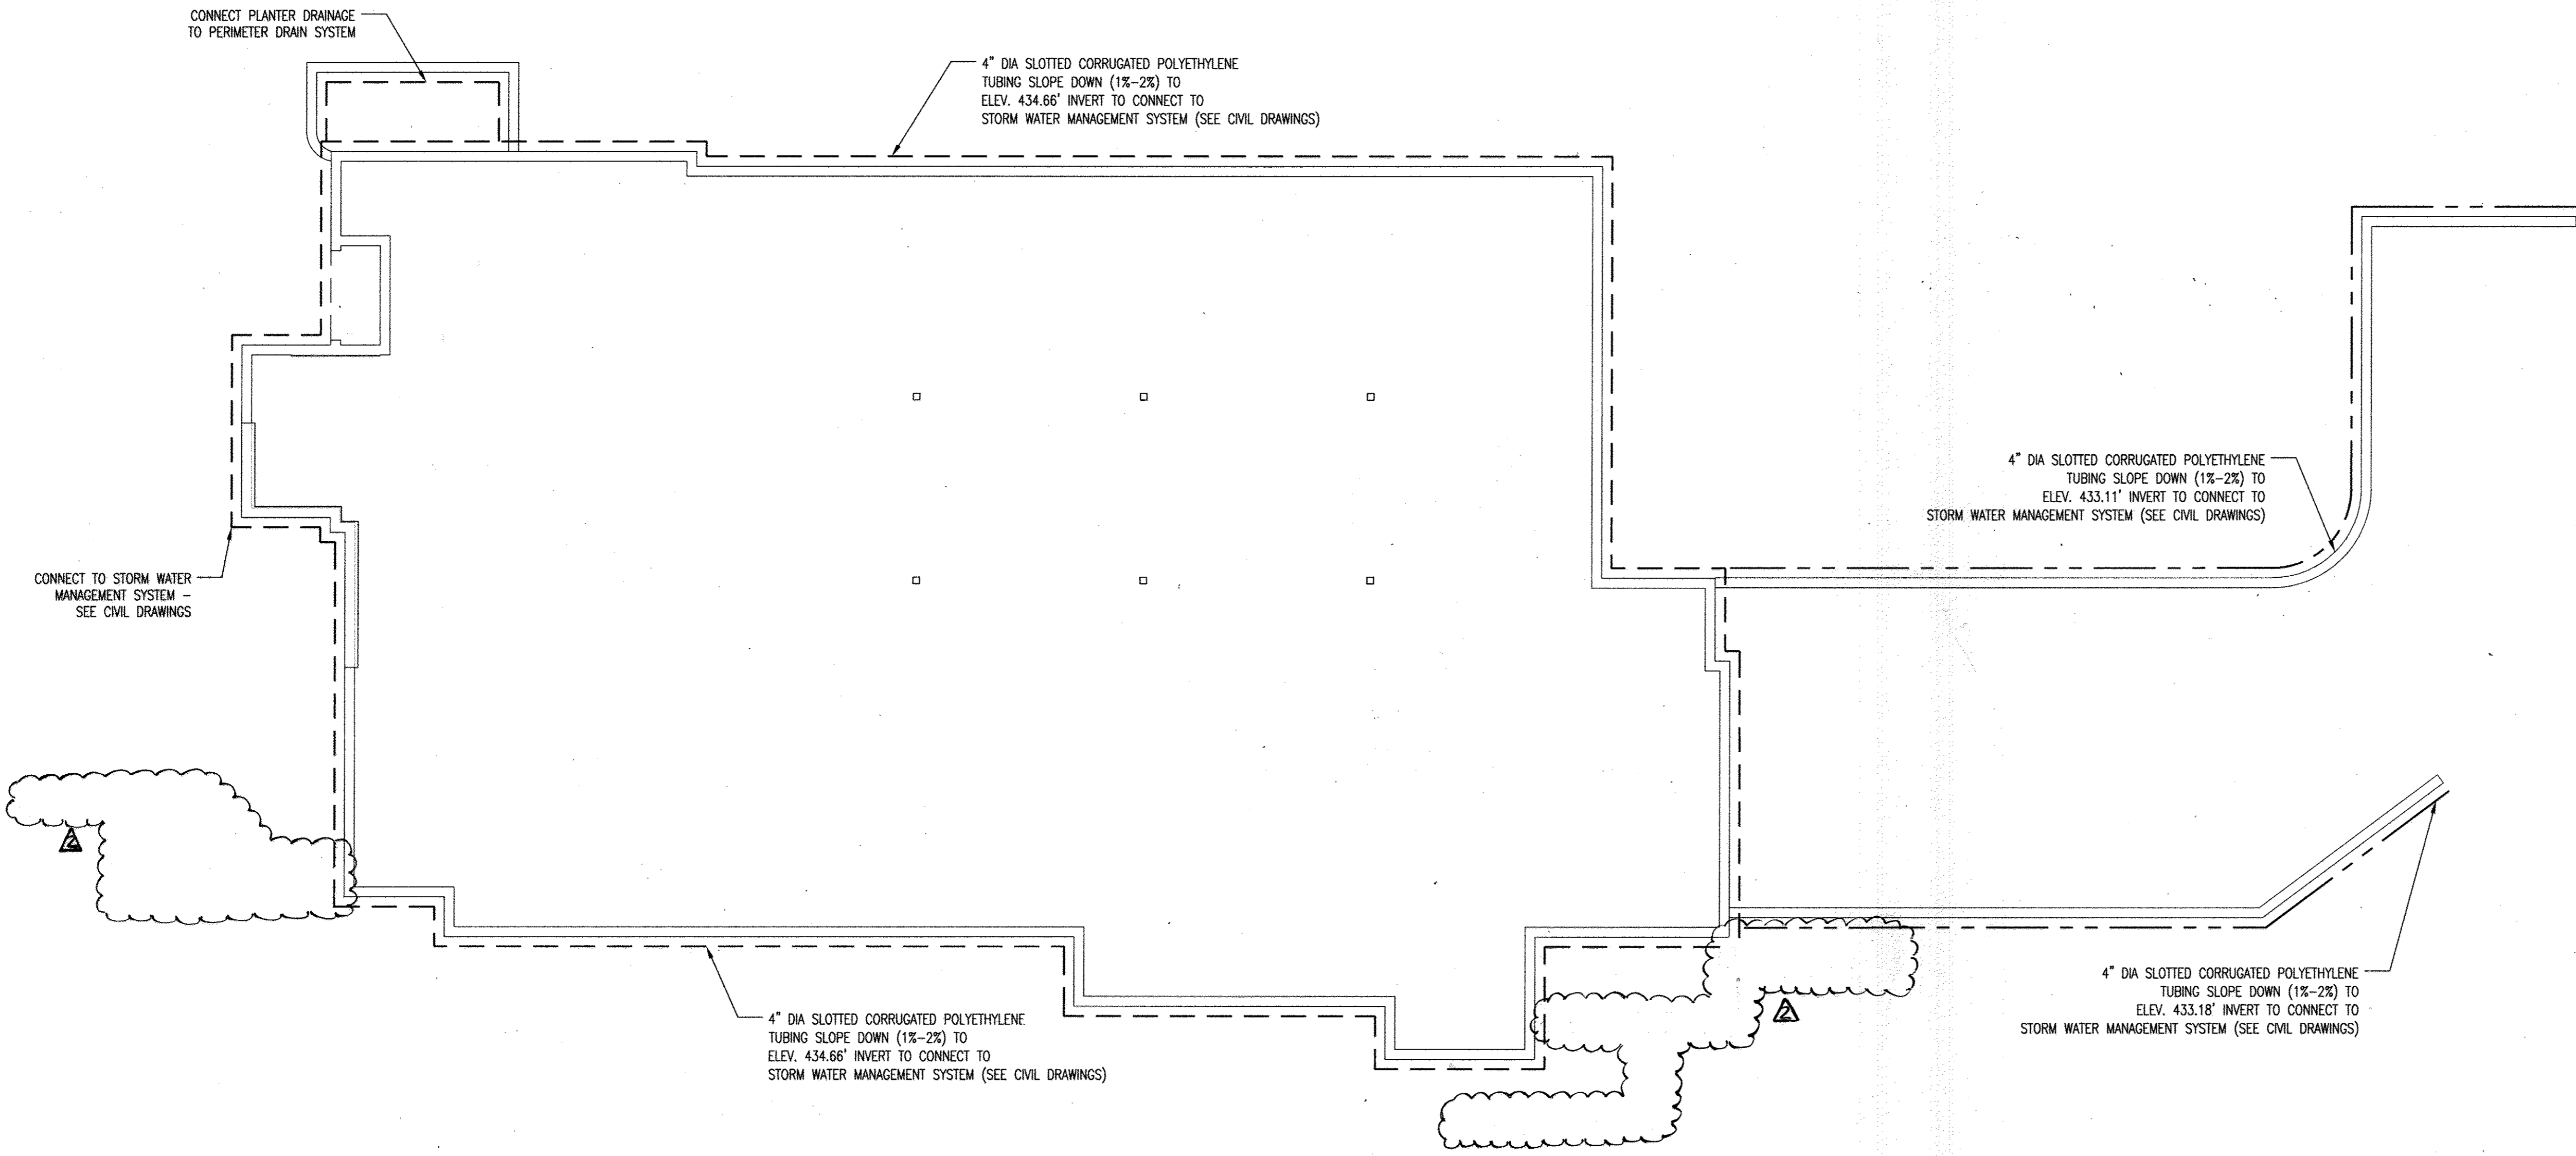 CONNECT PLANTER DRAINAGE
TO PERIMETER DRAIN SYSTEM
4" DIA SLOTTED CORRUGATED POLYETHYLENE
TUBING SLOPE DOWN (1%-2%) TO
ELEV. 434.66' INVERT TO CONNECT TO
STORM WATER MANAGEMENT SYSTEM (SEE CIVIL DRAWINGS)
4" DIA SLOTTED CORRUGATED POLYETHYLENE
TUBING SLOPE DOWN (1%-2%) TO
ELEV. 433.11' INVERT TO CONNECT TO
STORM WATER MANAGEMENT SYSTEM (SEE CIVIL DRAWINGS)
CONNECT TO STORM WATER
MANAGEMENT SYSTEM -
SEE CIVIL DRAWINGS
2
4" DIA SLOTTED CORRUGATED POLYETHYLENE
TUBING SLOPE DOWN (1%-2%) TO
ELEV. 434.66' INVERT TO CONNECT TO
STORM WATER MANAGEMENT SYSTEM (SEE CIVIL DRAWINGS)
2
4" DIA SLOTTED CORRUGATED POLYETHYLENE
TUBING SLOPE DOWN (1%-2%) TO
ELEV. 433.18' INVERT TO CONNECT TO
STORM WATER MANAGEMENT SYSTEM (SEE CIVIL DRAWINGS)